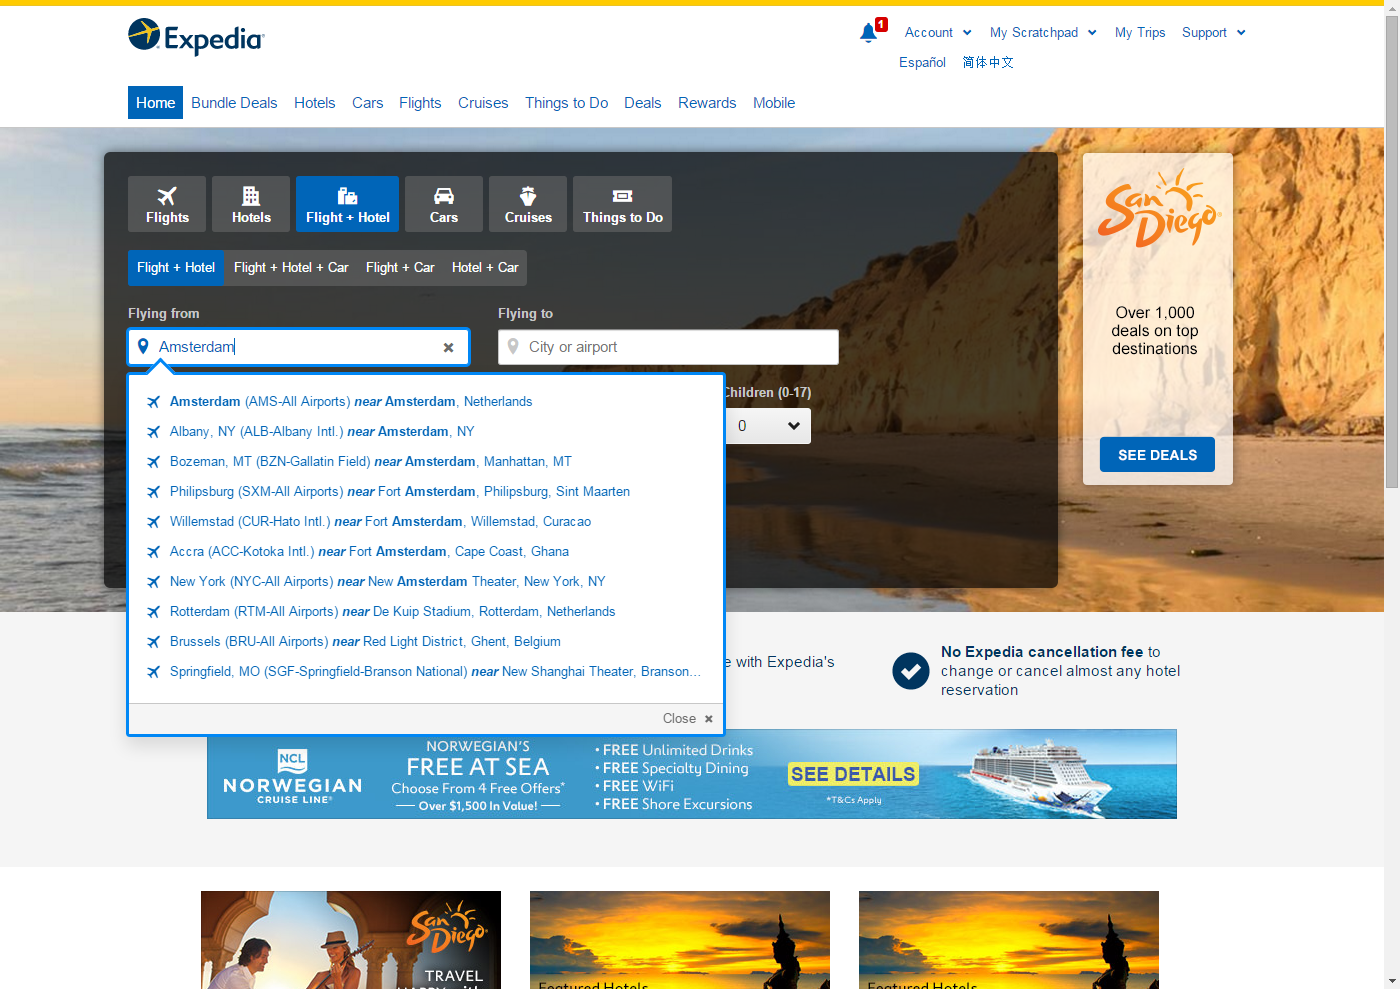 Expedia
1
Account
My Scratchpad
My Trips
Support
Español
简体中文
Home
Bundle Deals
Hotels
Cars
Flights
Cruises
Things to Do
Deals
Rewards
Mobile
Flights
Hotels
Flight + Hotel
Cars
Cruises
Things to Do
Flight + Hotel
Flight + Hotel + Car
Flight + Car
Hotel + Car
Flying from
Flying to
Amsterdam
City or airport
Children (0-17)
0
Amsterdam (AMS-All Airports) near Amsterdam, Netherlands
Albany, NY (ALB-Albany Intl.) near Amsterdam, NY
Bozeman, MT (BZN-Gallatin Field) near Amsterdam, Manhattan, MT
Philipsburg (SXM-All Airports) near Fort Amsterdam, Philipsburg, Sint Maarten
Willemstad (CUR-Hato Intl.) near Fort Amsterdam, Willemstad, Curacao
Accra (ACC-Kotoka Intl.) near Fort Amsterdam, Cape Coast, Ghana
New York (NYC-All Airports) near New Amsterdam Theater, New York, NY
Rotterdam (RTM-All Airports) near De Kuip Stadium, Rotterdam, Netherlands
Brussels (BRU-All Airports) near Red Light District, Ghent, Belgium
Springfield, MO (SGF-Springfield-Branson National) near New Shanghai Theater, Branson...
Close
San Diego
Over 1,000
deals on top
destinations
SEE DEALS
e with Expedia's
No Expedia cancellation fee to
change or cancel almost any hotel
reservation
NCL
NORWEGIAN
CRUISE LINE®
NORWEGIAN'S
FREE AT SEA
Choose From 4 Free Offers*
Over $1,500 In Value!
• FREE Unlimited Drinks
• FREE Specialty Dining
• FREE WiFi
• FREE Shore Excursions
SEE DETAILS
*T&Cs Apply
San Diego
TRAVEL
HAPPY with
Featured Hotels
Featured Hotels